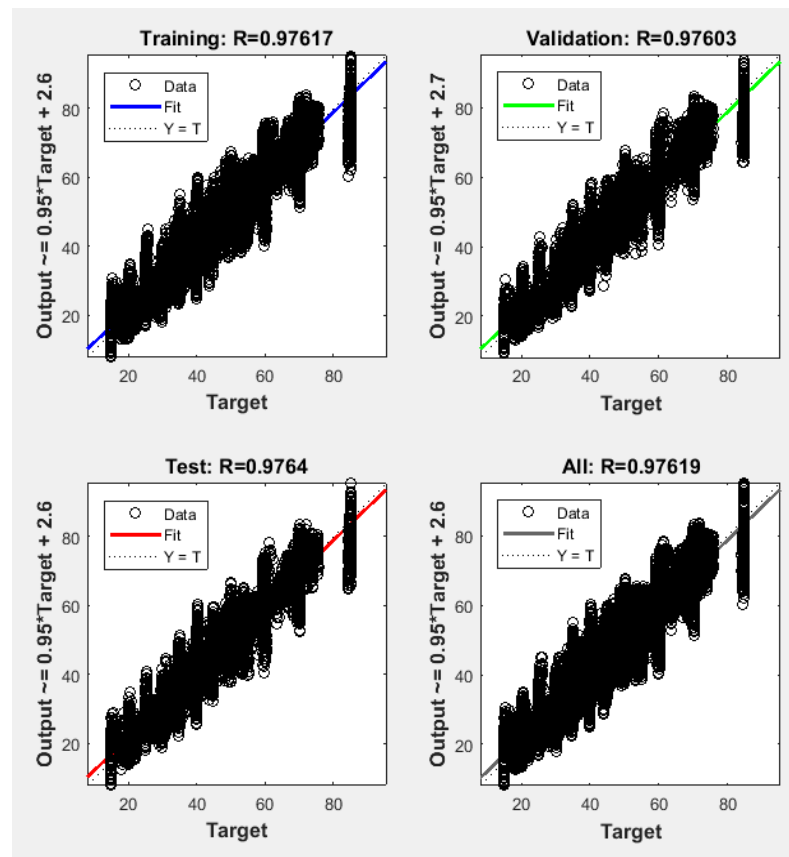 Training: R=0.97617
Output ~= 0.95*Target + 2.6
80
60
40
20
Data
Fit
Y = T
20 40 60 80
Target
Validation: R=0.97603
Output ~= 0.95*Target + 2.7
80
60
40
20
Data
Fit
Y = T
20 40 60 80
Target
Test: R=0.9764
Output ~= 0.95*Target + 2.6
80
60
40
20
Data
Fit
Y = T
20 40 60 80
Target
All: R=0.97619
Output ~= 0.95*Target + 2.6
80
60
40
20
Data
Fit
Y = T
20 40 60 80
Target